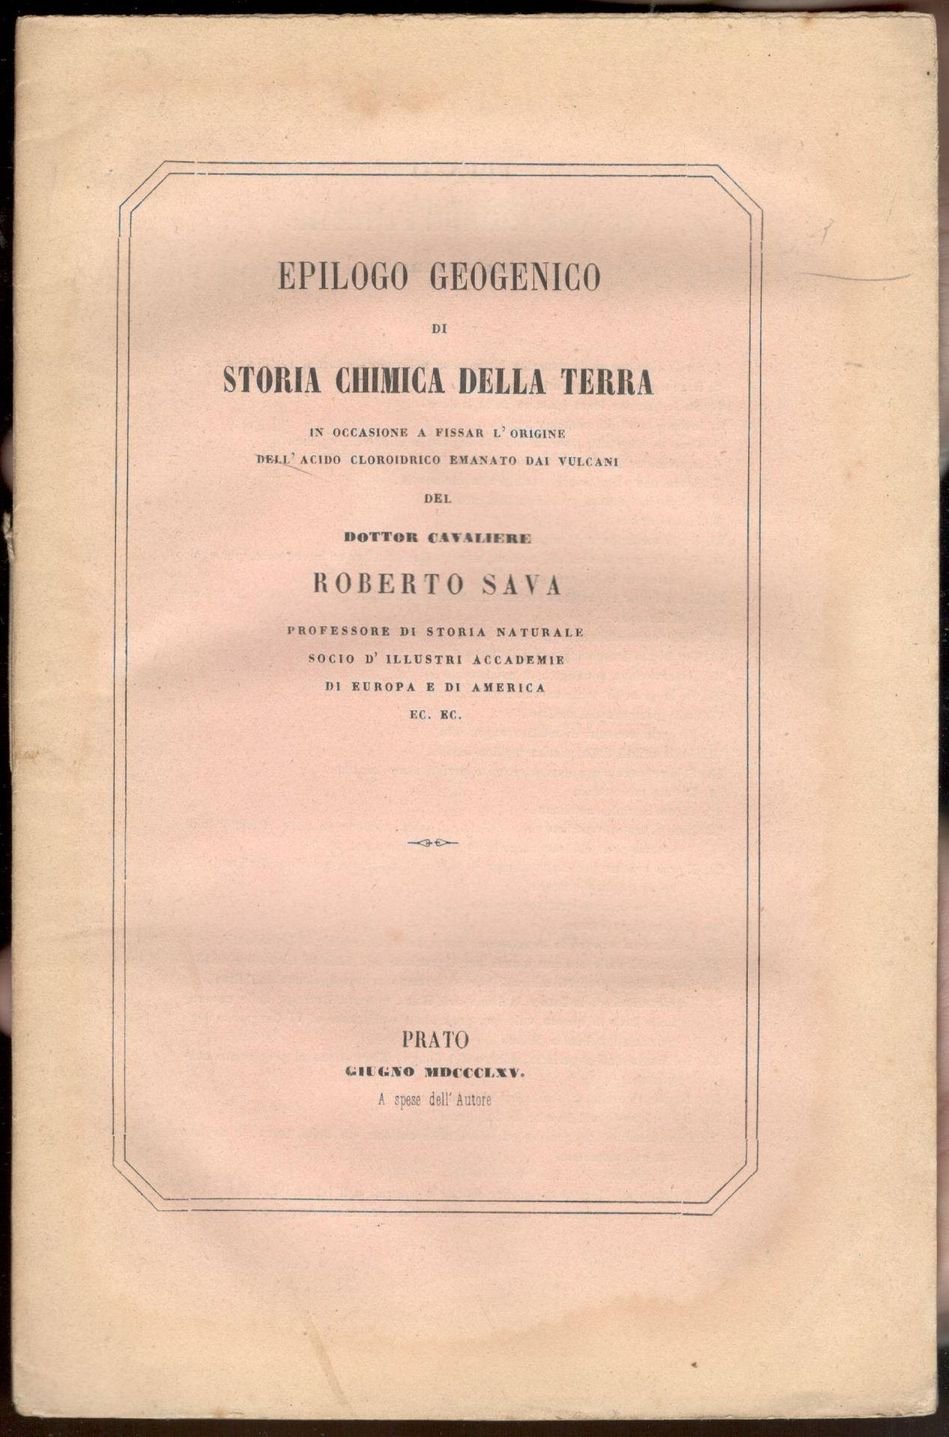 EPILOGO GEOGENICO
DI
STORIA CHIMICA DELLA TERRA
IN OCCASIONE A FISSAR L' ORIGINE
DELL' ACIDO CLOROIDRICO EMANATO DAI VULCANI
DEL
DOTTOR CAVALIERE
ROBERTO SAVA
PROFESSORE DI STORIA NATURALE
SOCIO D' ILLUSTRI ACCADEMIE
DI EUROPA E DI AMERICA
EC. EC.
PRATO
GIUGNO MDCCCLXV.
A spese dell' Autore